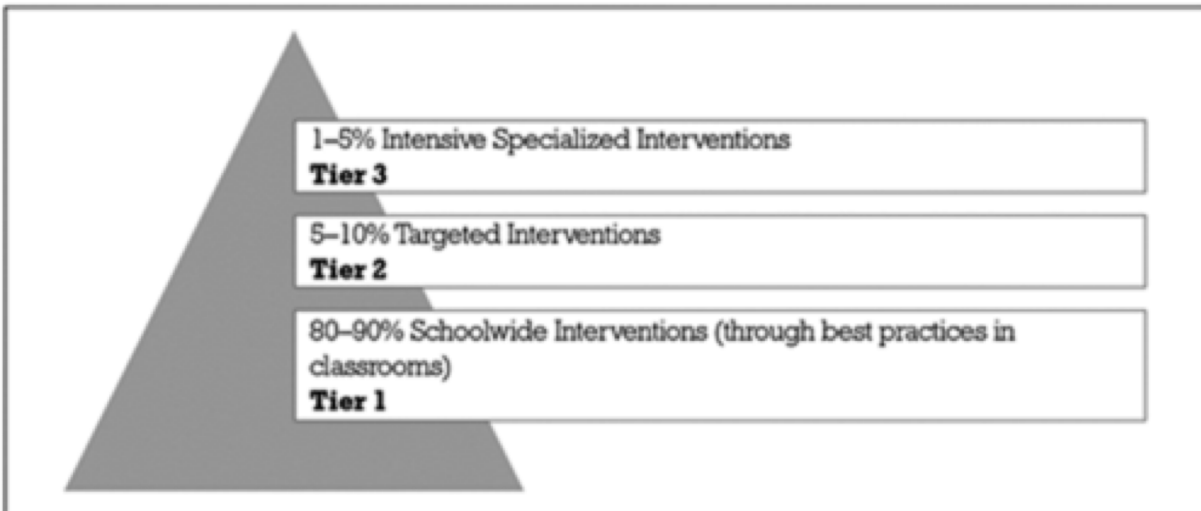 1–5% Intensive Specialized Interventions
Tier 3
5–10% Targeted Interventions
Tier 2
80–90% Schoolwide Interventions (through best practices in
classrooms)
Tier 1